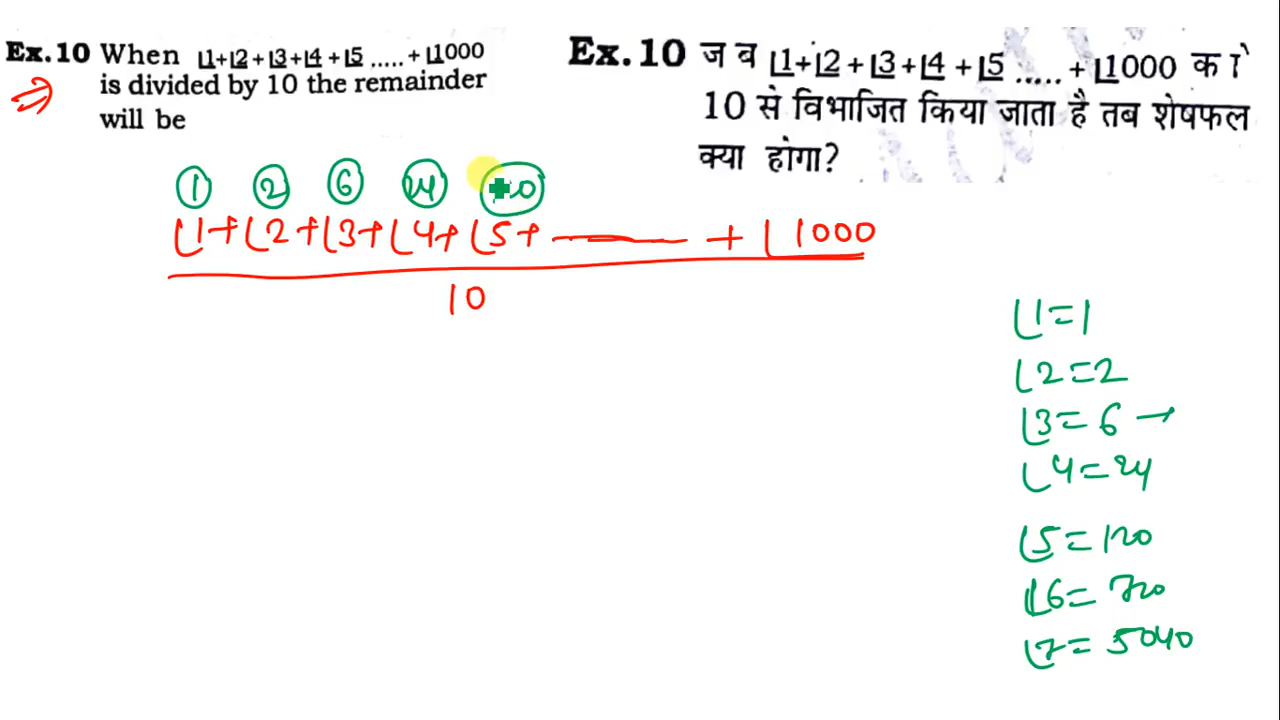 Ex. 10 When ⌊1+⌊2+⌊3+⌊4+⌊5.....+⌊1000
is divided by 10 the remainder
will be
Ex. 10 जब ⌊1+⌊2+⌊3+⌊4+⌊5.....+⌊1000 को
10 से विभाजित किया जाता है तब शेषफल
क्या होगा?
1 2 6 24
⌊1+⌊2+⌊3+⌊4+⌊5+ ——— + ⌊1000
10
⌊1=1
⌊2=2
⌊3=6 →
⌊4=24
⌊5=120
⌊6=720
⌊7=5040